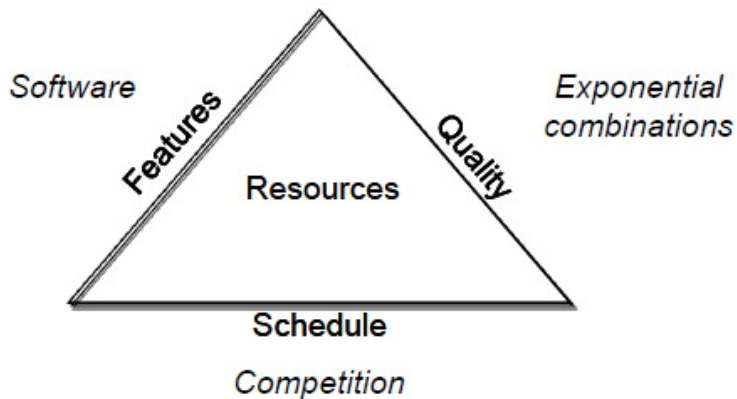 Software
Exponential
combinations
Features
Quality
Resources
Schedule
Competition